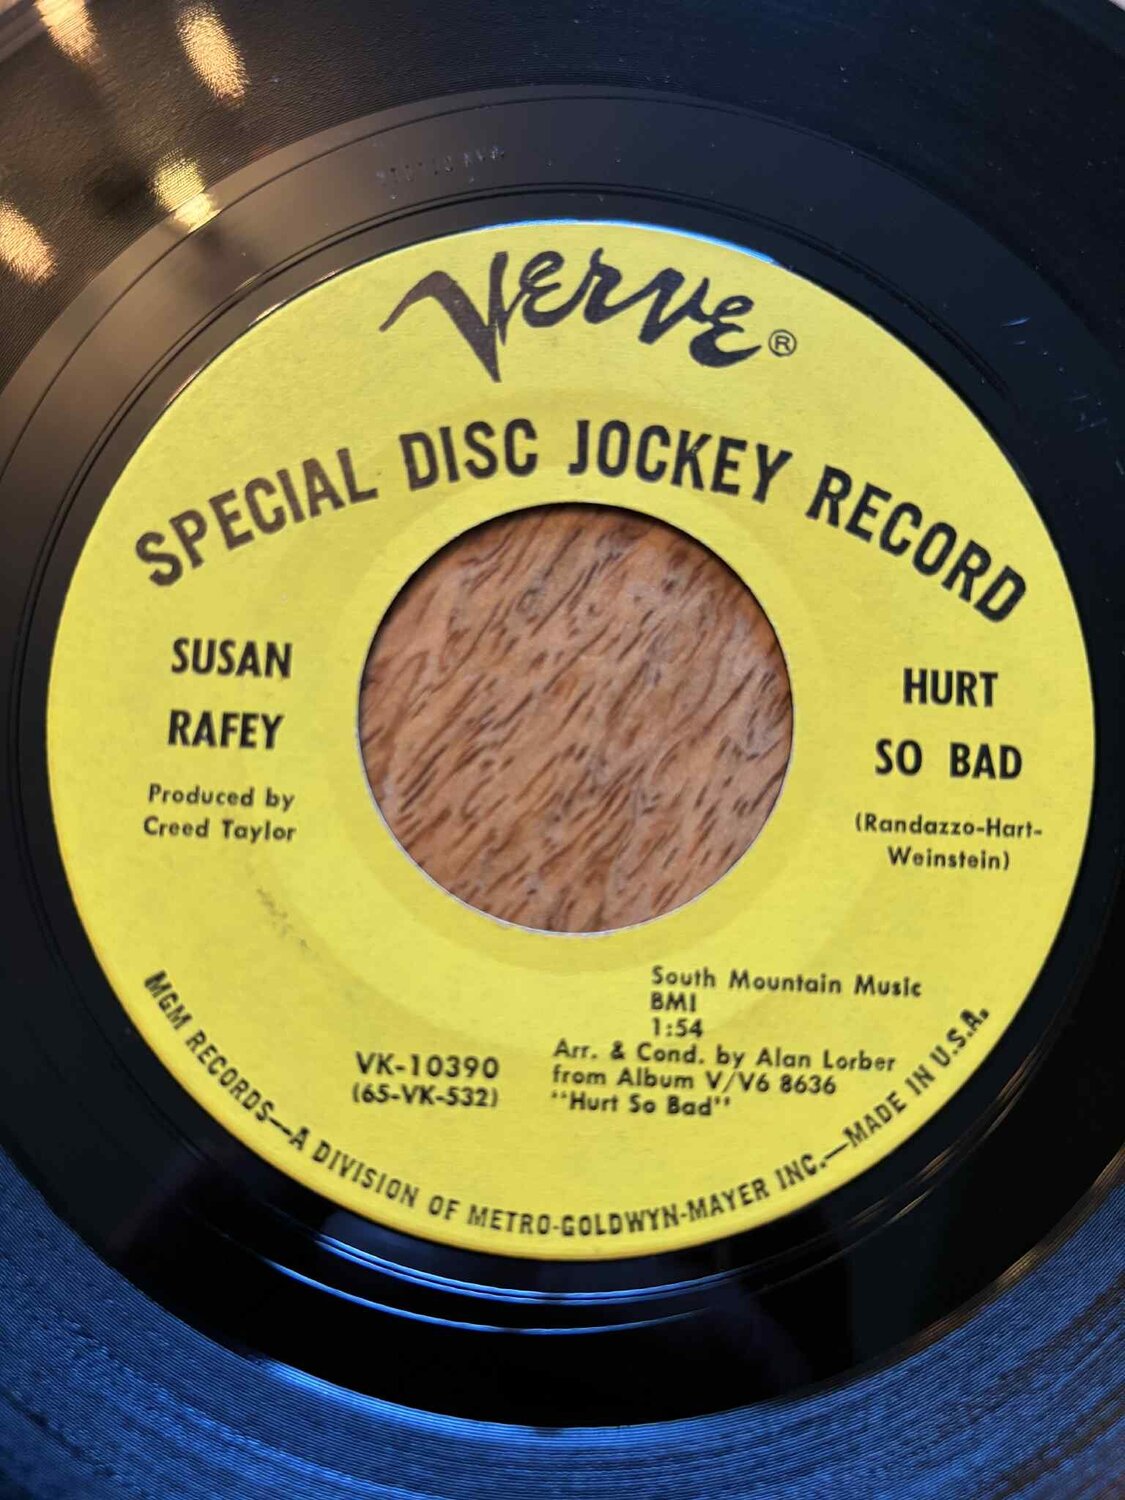 Verve®
SPECIAL DISC JOCKEY RECORD
SUSAN
RAFEY
Produced by
Creed Taylor
HURT
SO BAD
(Randazzo-Hart-
Weinstein)
South Mountain Music
BMI
1:54
Arr. & Cond. by Alan Lorber
from Album V/V6 8636
"Hurt So Bad"
VK-10390
(65-VK-532)
MGM RECORDS—A DIVISION OF METRO-GOLDWYN-MAYER INC.—MADE IN U.S.A.